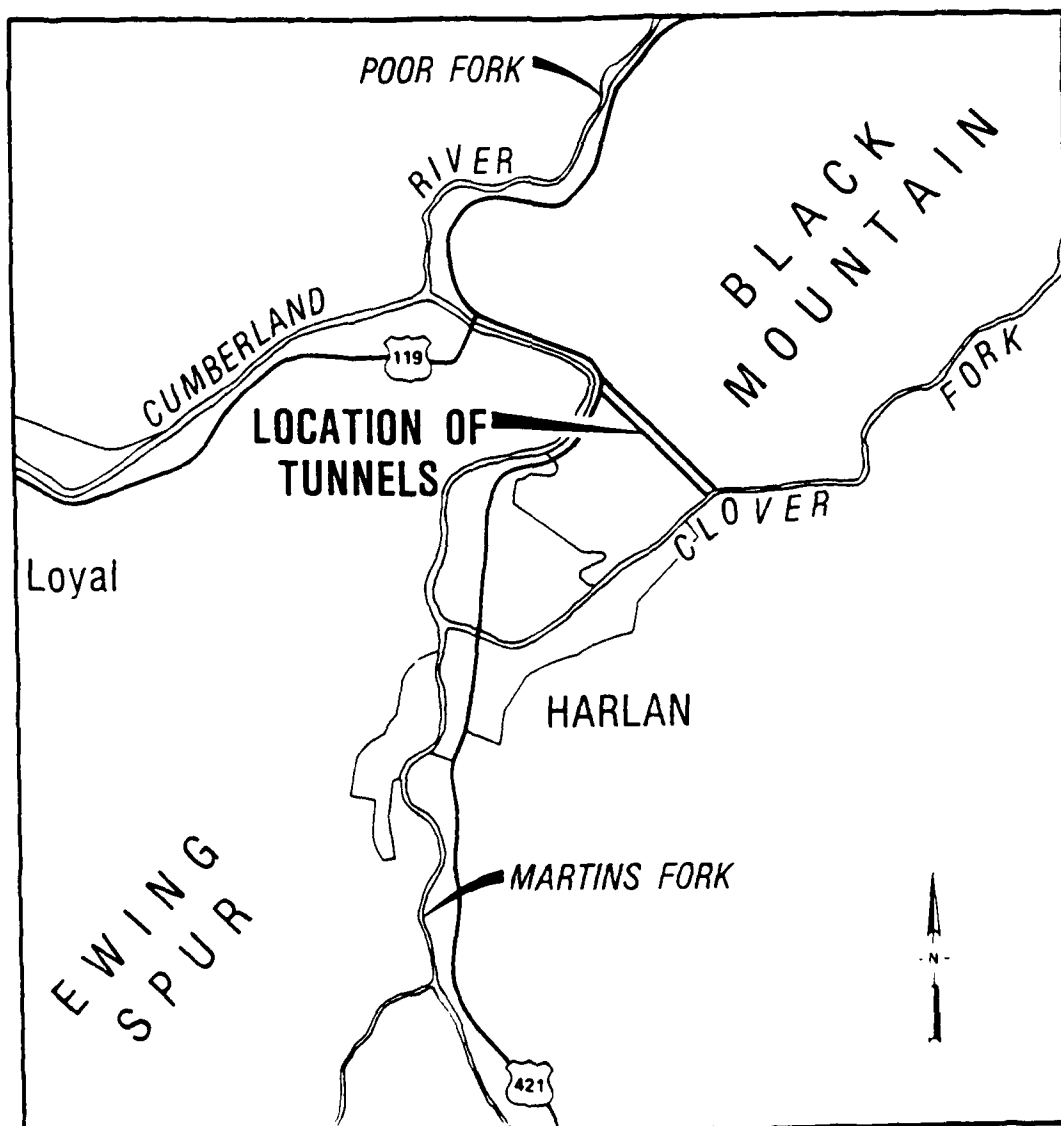 POOR FORK
RIVER
BLACK
MOUNTAIN
CUMBERLAND
119
FORK
LOCATION OF
TUNNELS
CLOVER
Loyal
HARLAN
EWING
SPUR
MARTINS FORK
-N-
421